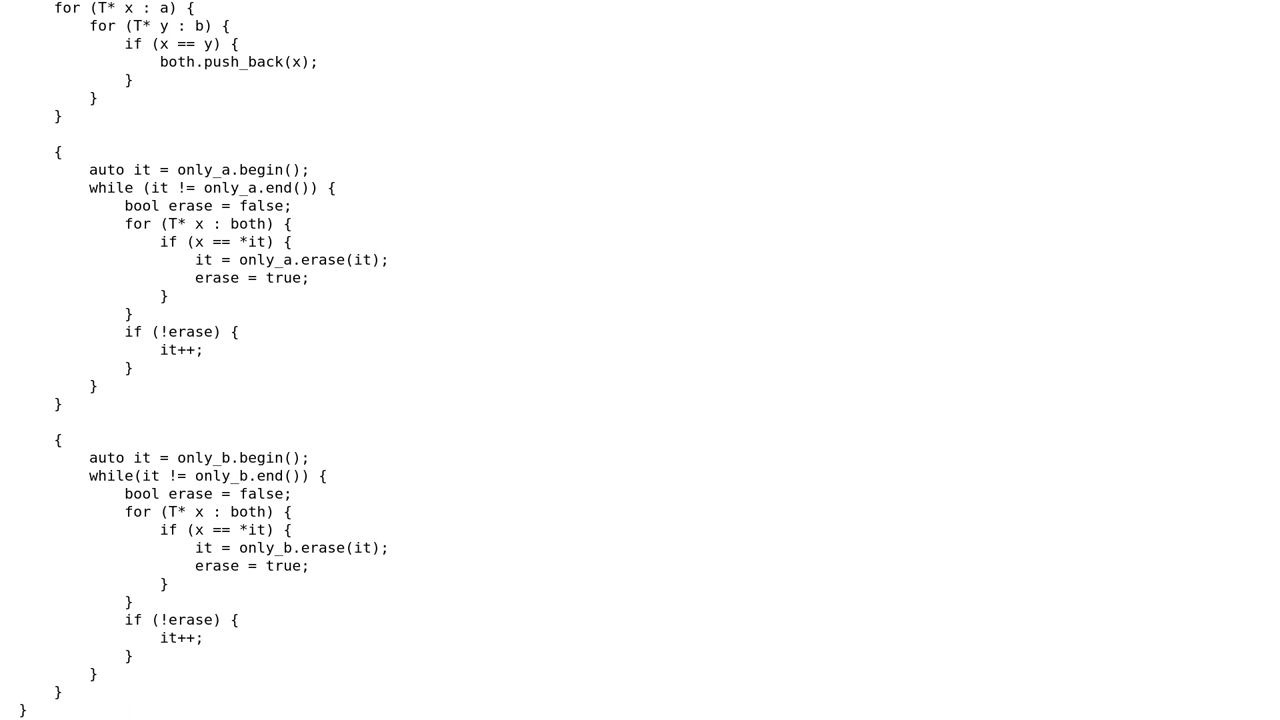 for (T* x : a) {
for (T* y : b) {
if (x == y) {
both.push_back(x);
}
}
}
{
auto it = only_a.begin();
while (it != only_a.end()) {
bool erase = false;
for (T* x : both) {
if (x == *it) {
it = only_a.erase(it);
erase = true;
}
}
if (!erase) {
it++;
}
}
}
{
auto it = only_b.begin();
while(it != only_b.end()) {
bool erase = false;
for (T* x : both) {
if (x == *it) {
it = only_b.erase(it);
erase = true;
}
}
if (!erase) {
it++;
}
}
}
}